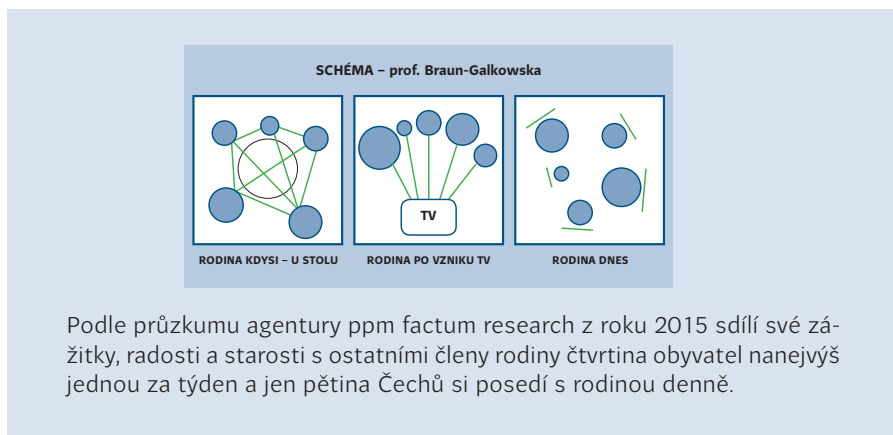 SCHÉMA – prof. Braun-Galkowska
TV
RODINA KDYSI – U STOLU
RODINA PO VZNIKU TV
RODINA DNES
Podle průzkumu agentury ppm factum research z roku 2015 sdílí své zá-
žitky, radosti a starosti s ostatními členy rodiny čtvrtina obyvatel nanejvýš
jednou za týden a jen pětina Čechů si posedí s rodinou denně.